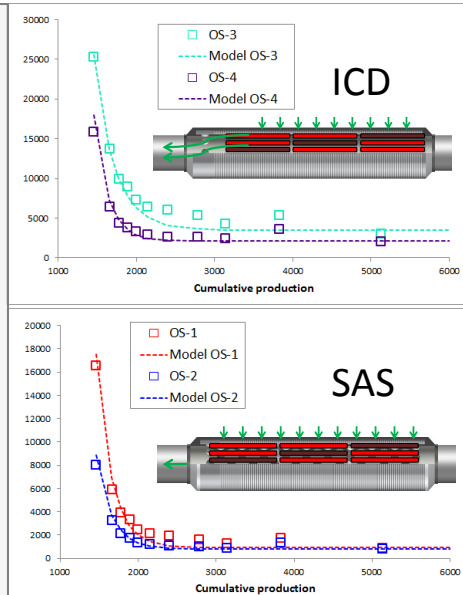 30000
25000
20000
15000
10000
5000
0
OS-3
Model OS-3
OS-4
Model OS-4
ICD
1000 2000 3000 4000 5000 6000
Cumulative production
20000
18000
16000
14000
12000
10000
8000
6000
4000
2000
0
OS-1
Model OS-1
OS-2
Model OS-2
SAS
1000 2000 3000 4000 5000 6000
Cumulative production